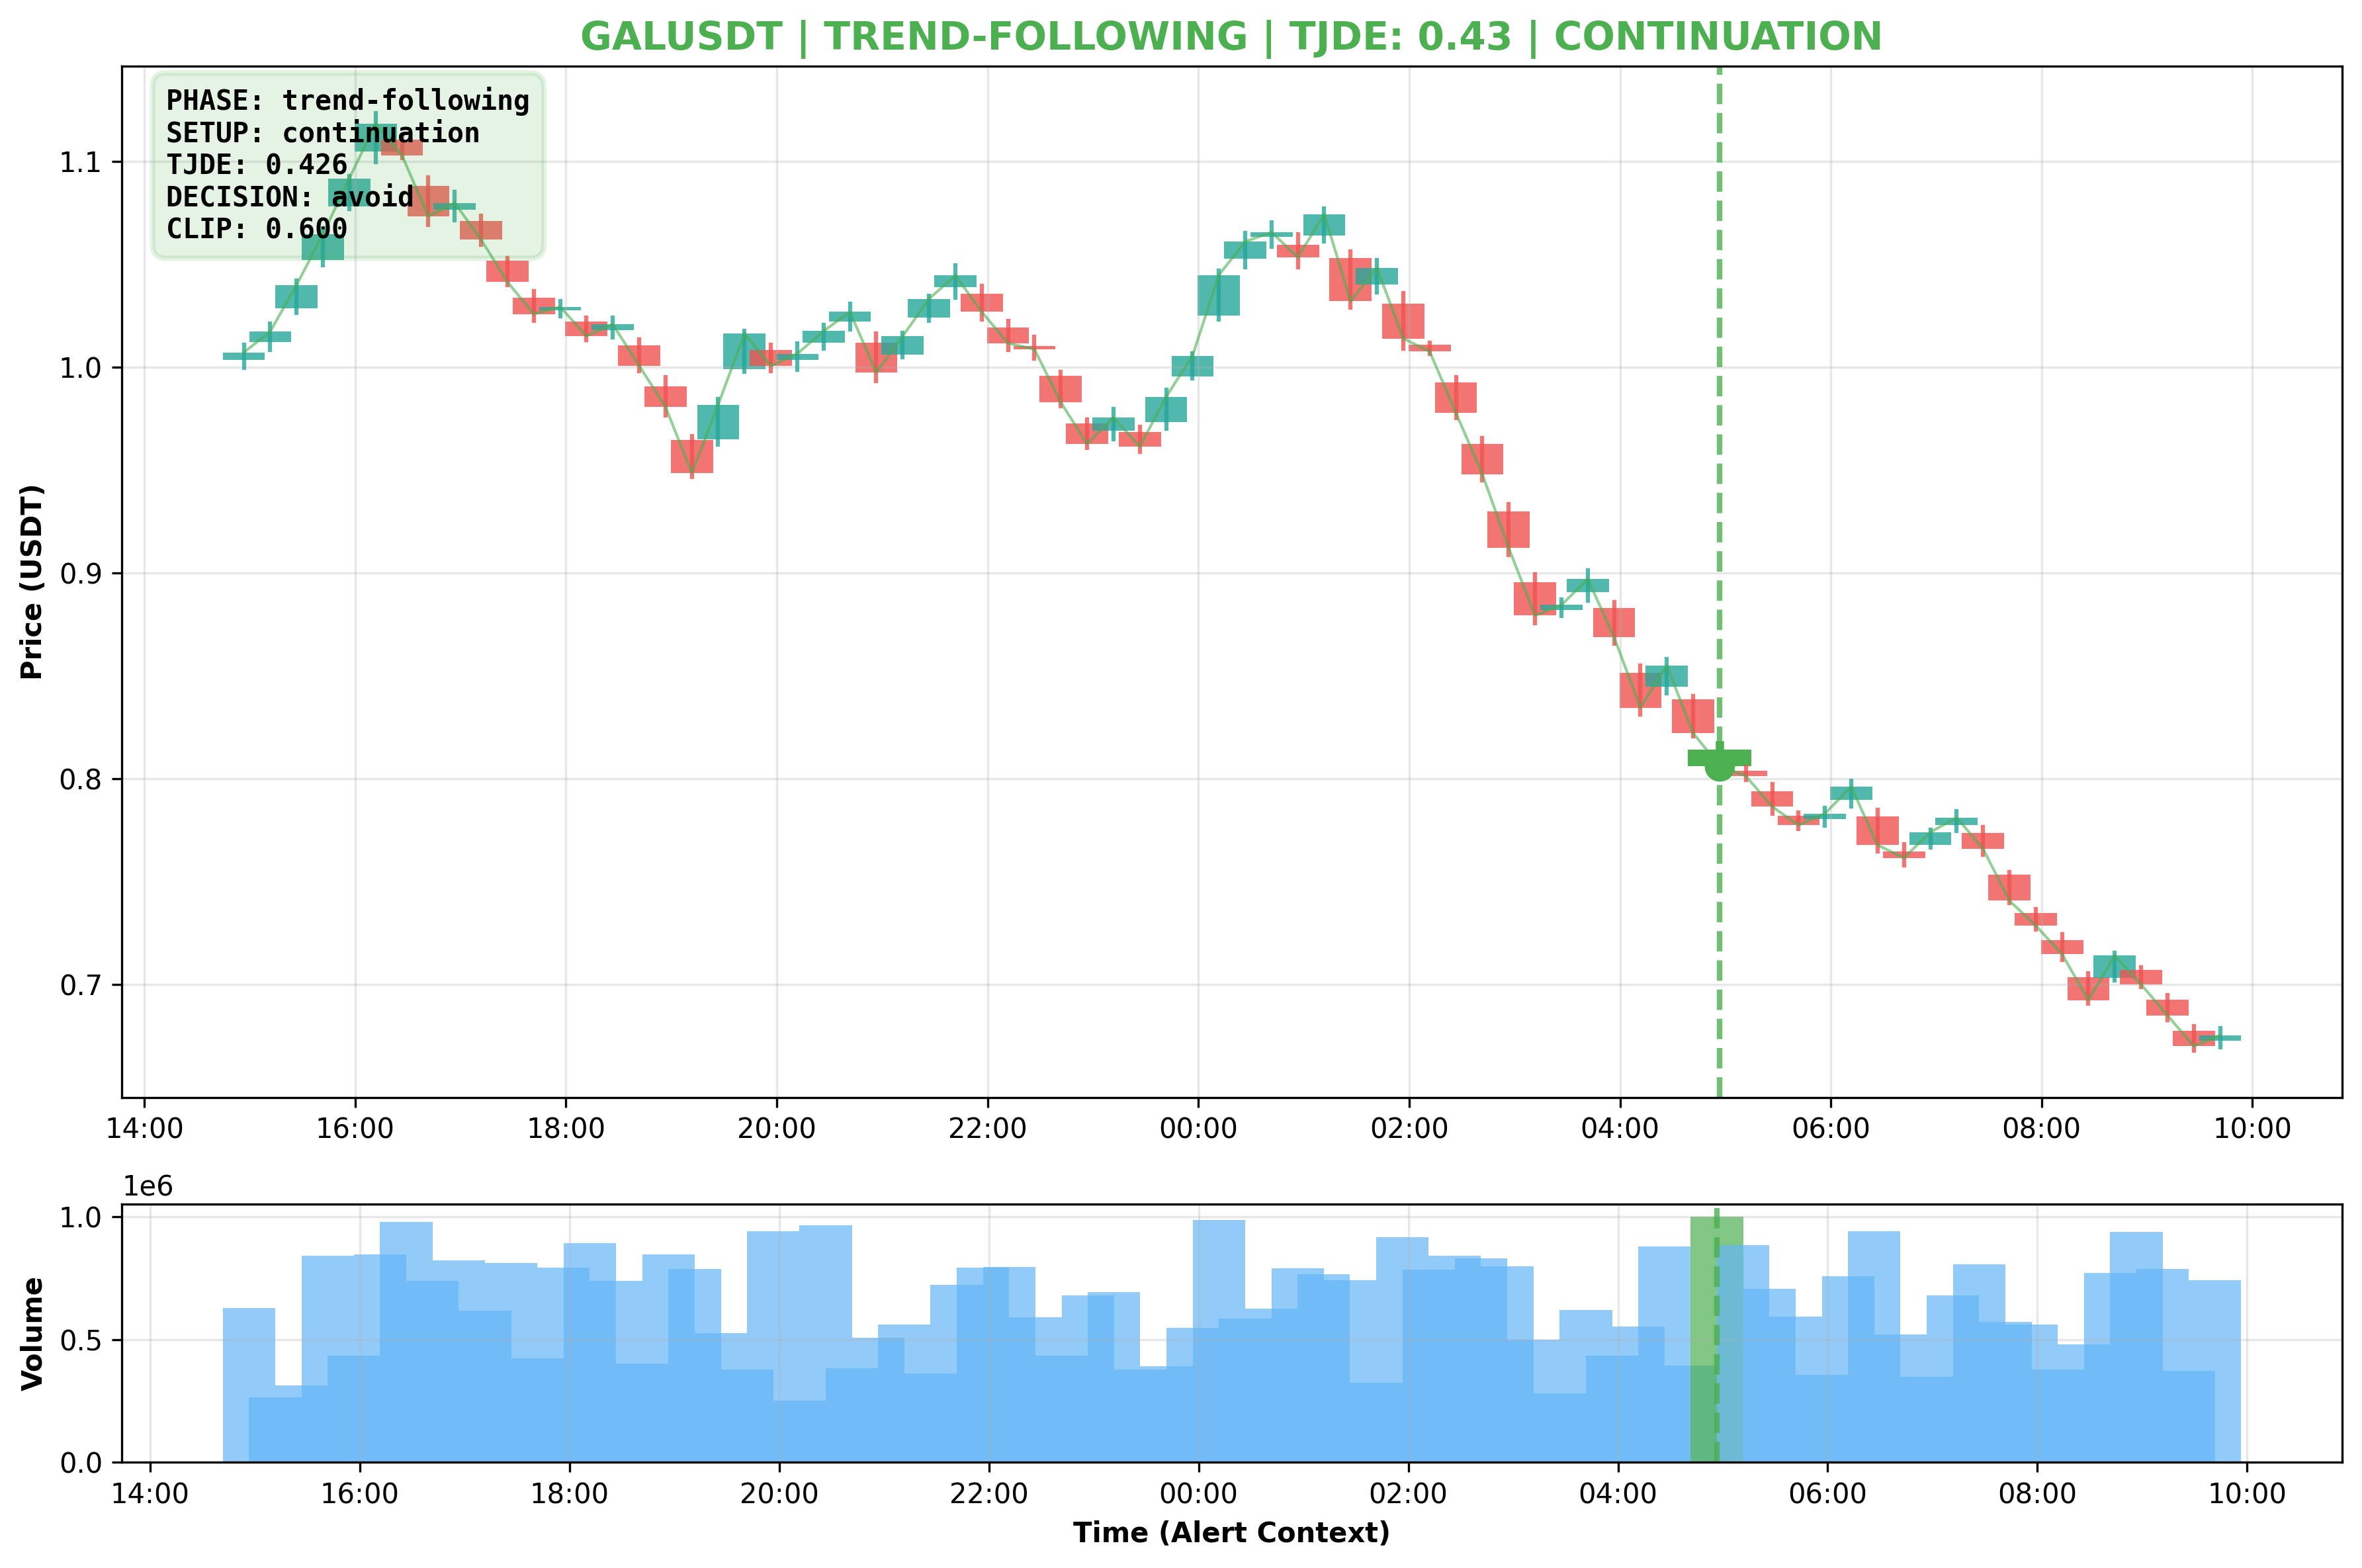 GALUSDT | TREND-FOLLOWING | TJDE: 0.43 | CONTINUATION
PHASE: trend-following
SETUP: continuation
TJDE: 0.426
DECISION: avoid
CLIP: 0.600
Price (USDT)
1.1
1.0
0.9
0.8
0.7
14:00 16:00 18:00 20:00 22:00 00:00 02:00 04:00 06:00 08:00 10:00
1e6
Volume
1.0
0.5
0.0
14:00 16:00 18:00 20:00 22:00 00:00 02:00 04:00 06:00 08:00 10:00
Time (Alert Context)